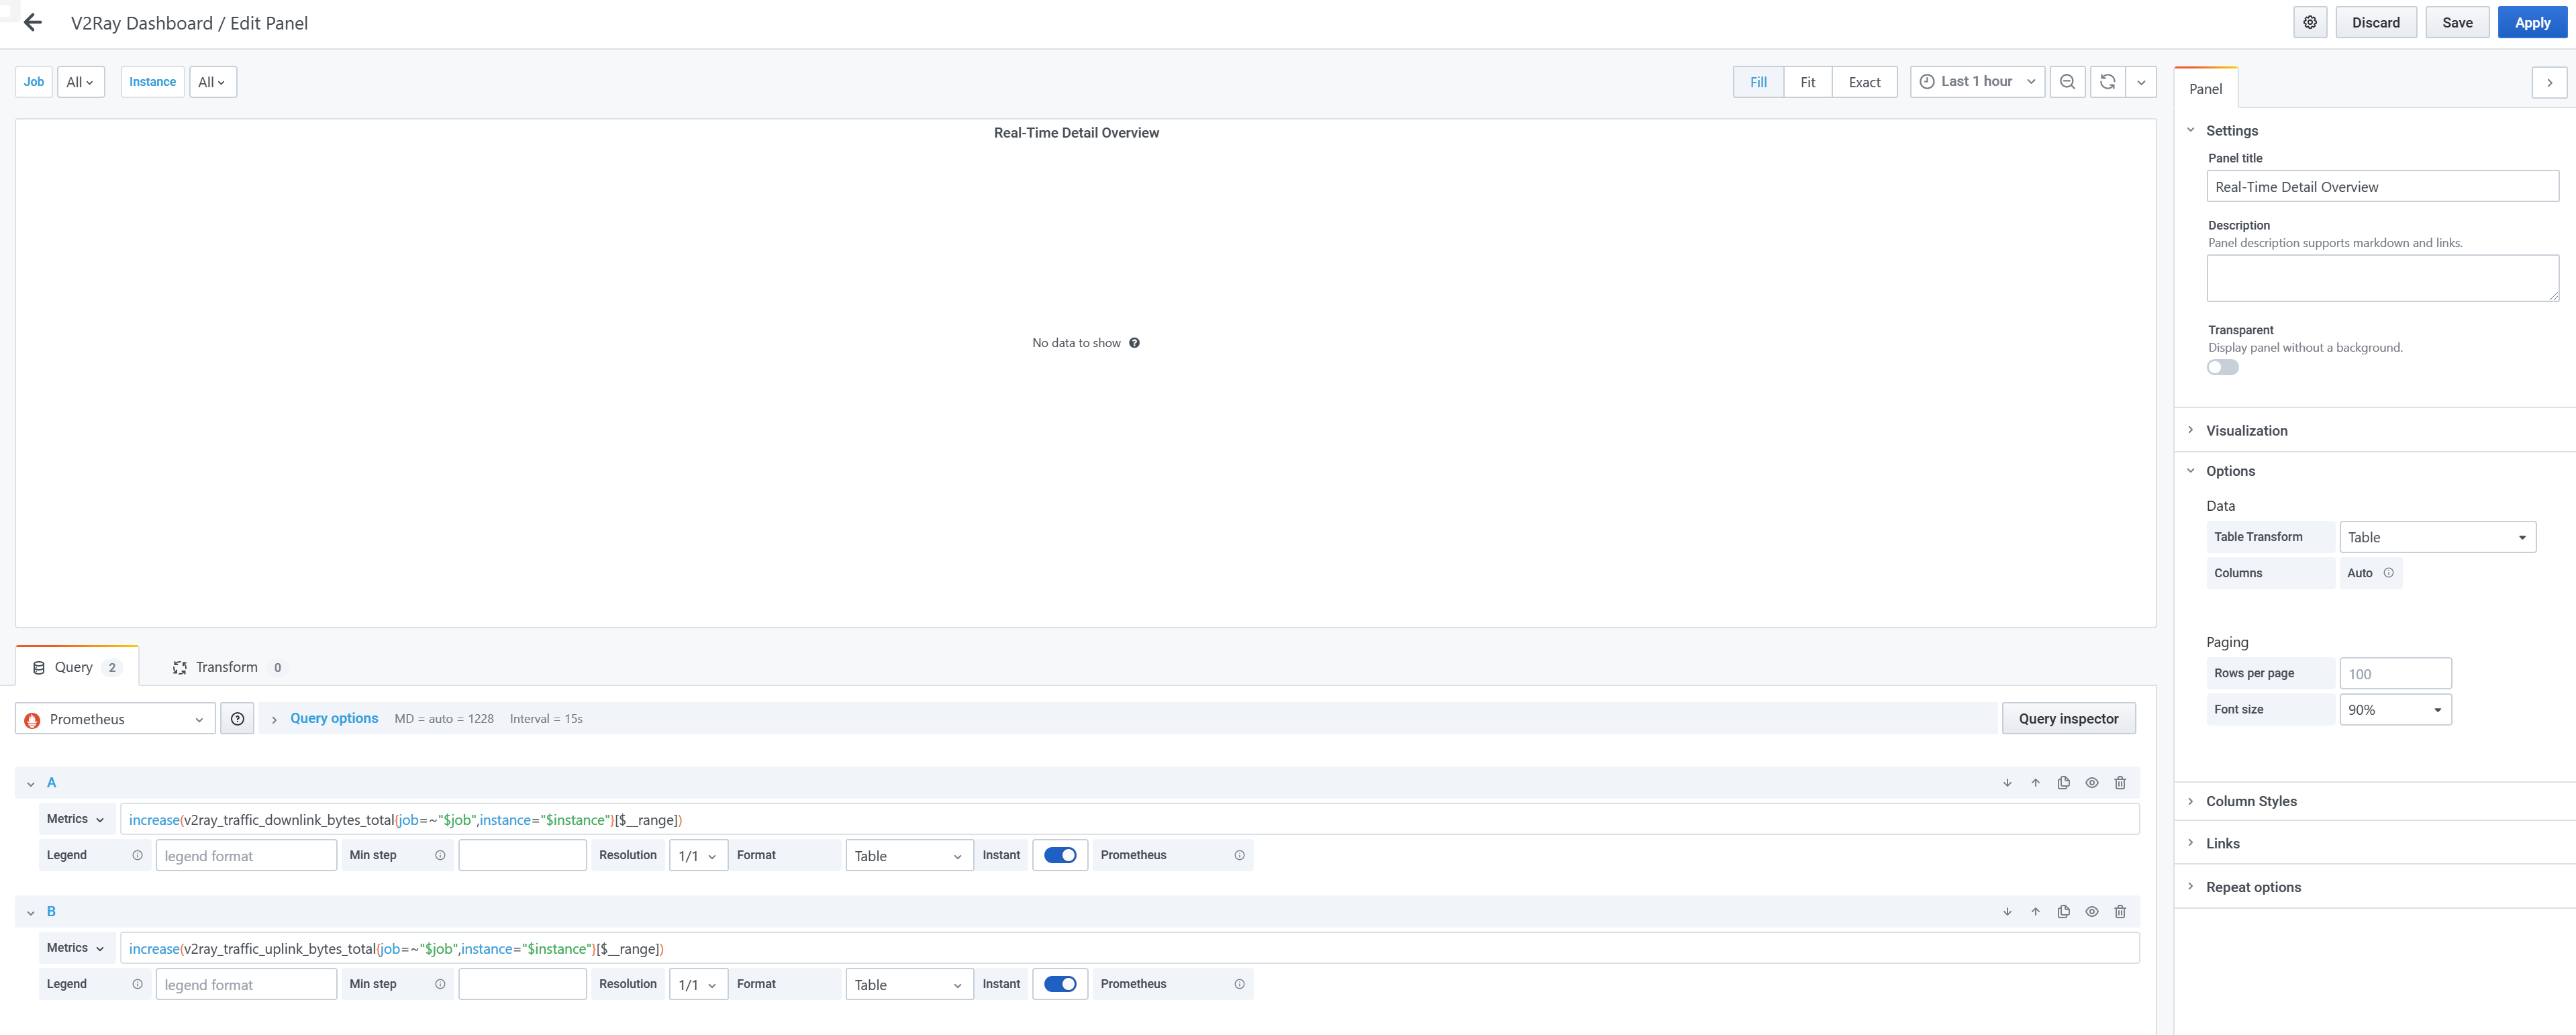 V2Ray Dashboard / Edit Panel
Discard
Save
Apply
Job
All
Instance
All
Fill
Fit
Exact
Last 1 hour
Panel
Real-Time Detail Overview
No data to show
Settings
Panel title
Real-Time Detail Overview
Description
Panel description supports markdown and links.
Transparent
Display panel without a background.
Visualization
Options
Data
Table Transform
Table
Columns
Auto
Paging
Rows per page
100
Font size
90%
Column Styles
Links
Repeat options
Query 2
Transform 0
Prometheus
Query options
MD = auto = 1228
Interval = 15s
Query inspector
A
Metrics
increase(v2ray_traffic_downlink_bytes_total{job=~"$job",instance="$instance"}[$__range])
Legend
legend format
Min step
Resolution
1/1
Format
Table
Instant
Prometheus
B
Metrics
increase(v2ray_traffic_uplink_bytes_total{job=~"$job",instance="$instance"}[$__range])
Legend
legend format
Min step
Resolution
1/1
Format
Table
Instant
Prometheus